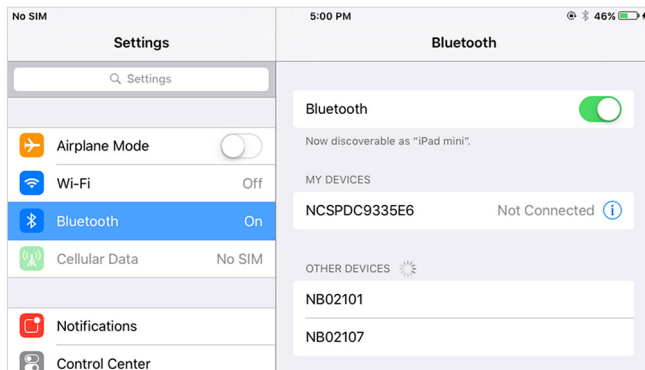 No SIM
5:00 PM
46%
Settings
Bluetooth
Settings
Airplane Mode
Wi-Fi
Off
Bluetooth
On
Cellular Data
No SIM
Notifications
Control Center
Bluetooth
Now discoverable as “iPad mini”.
MY DEVICES
NCSPDC9335E6
Not Connected
OTHER DEVICES
NB02101
NB02107